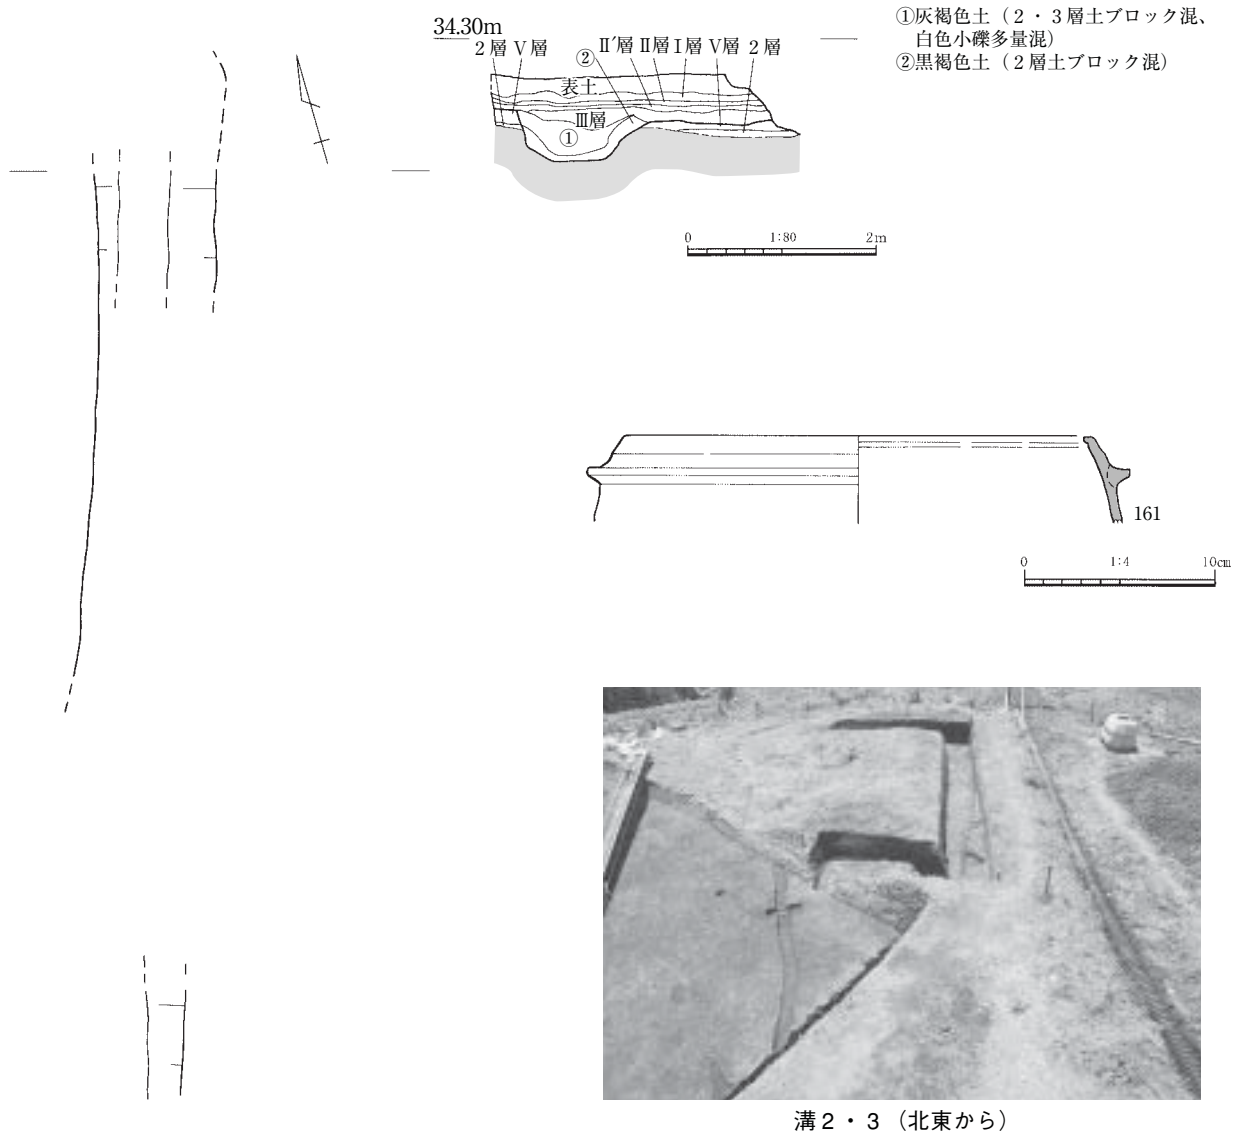 34.30m
2層 Ⅴ層 ② Ⅱ′層 Ⅱ層 Ⅰ層 Ⅴ層 2層
表土
Ⅲ層
①
①灰褐色土（2・3層土ブロック混、
白色小礫多量混）
②黒褐色土（2層土ブロック混）
0 1:80 2m
161
0 1:4 10cm
溝2・3（北東から）